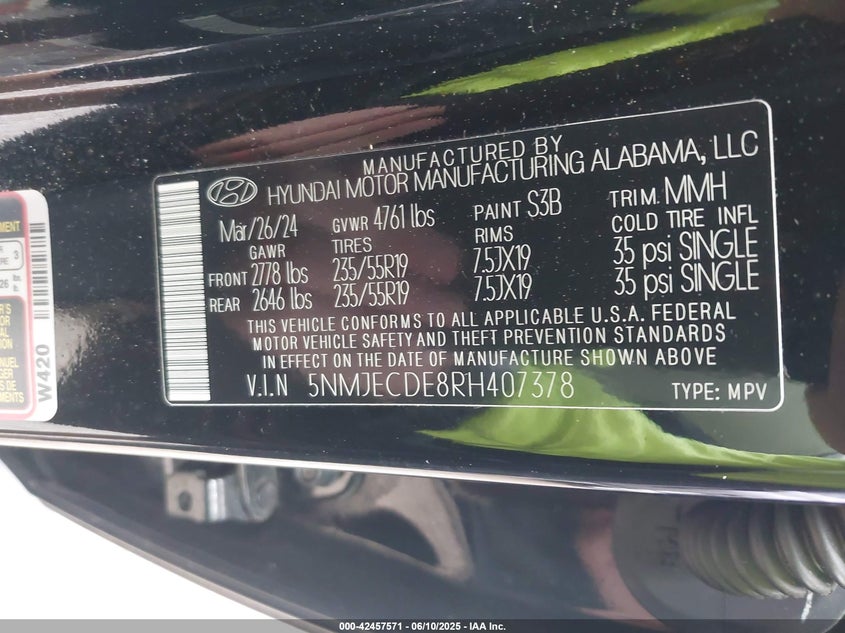 MANUFACTURED BY
HYUNDAI MOTOR MANUFACTURING ALABAMA, LLC
Mar/26/24 GVWR 4761 lbs PAINT S3B TRIM. MMH
GAWR TIRES RIMS COLD TIRE INFL
FRONT 2778 lbs 235/55R19 7.5JX19 35 psi SINGLE
REAR 2646 lbs 235/55R19 7.5JX19 35 psi SINGLE
THIS VEHICLE CONFORMS TO ALL APPLICABLE U.S.A. FEDERAL
MOTOR VEHICLE SAFETY AND THEFT PREVENTION STANDARDS
IN EFFECT ON THE DATE OF MANUFACTURE SHOWN ABOVE
V.I.N 5NMJECDE8RH407378 TYPE: MPV
W420
000-42457571 - 06/10/2025 - IAA Inc.